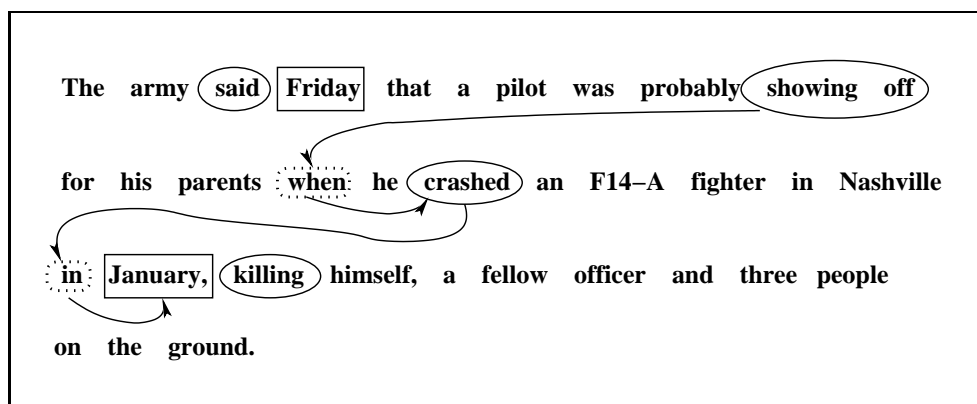 The army said Friday that a pilot was probably showing off
for his parents when he crashed an F14–A fighter in Nashville
in January, killing himself, a fellow officer and three people
on the ground.